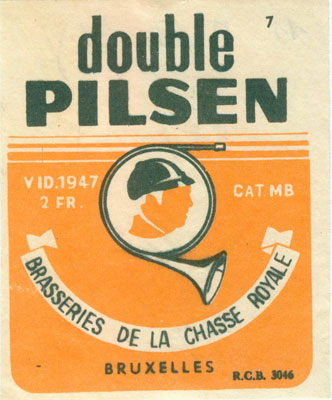 7
double
PILSEN
VID.1947
2 FR.
CAT MB
BRASSERIES DE LA CHASSE ROYALE
BRUXELLES
R.C.B. 3046